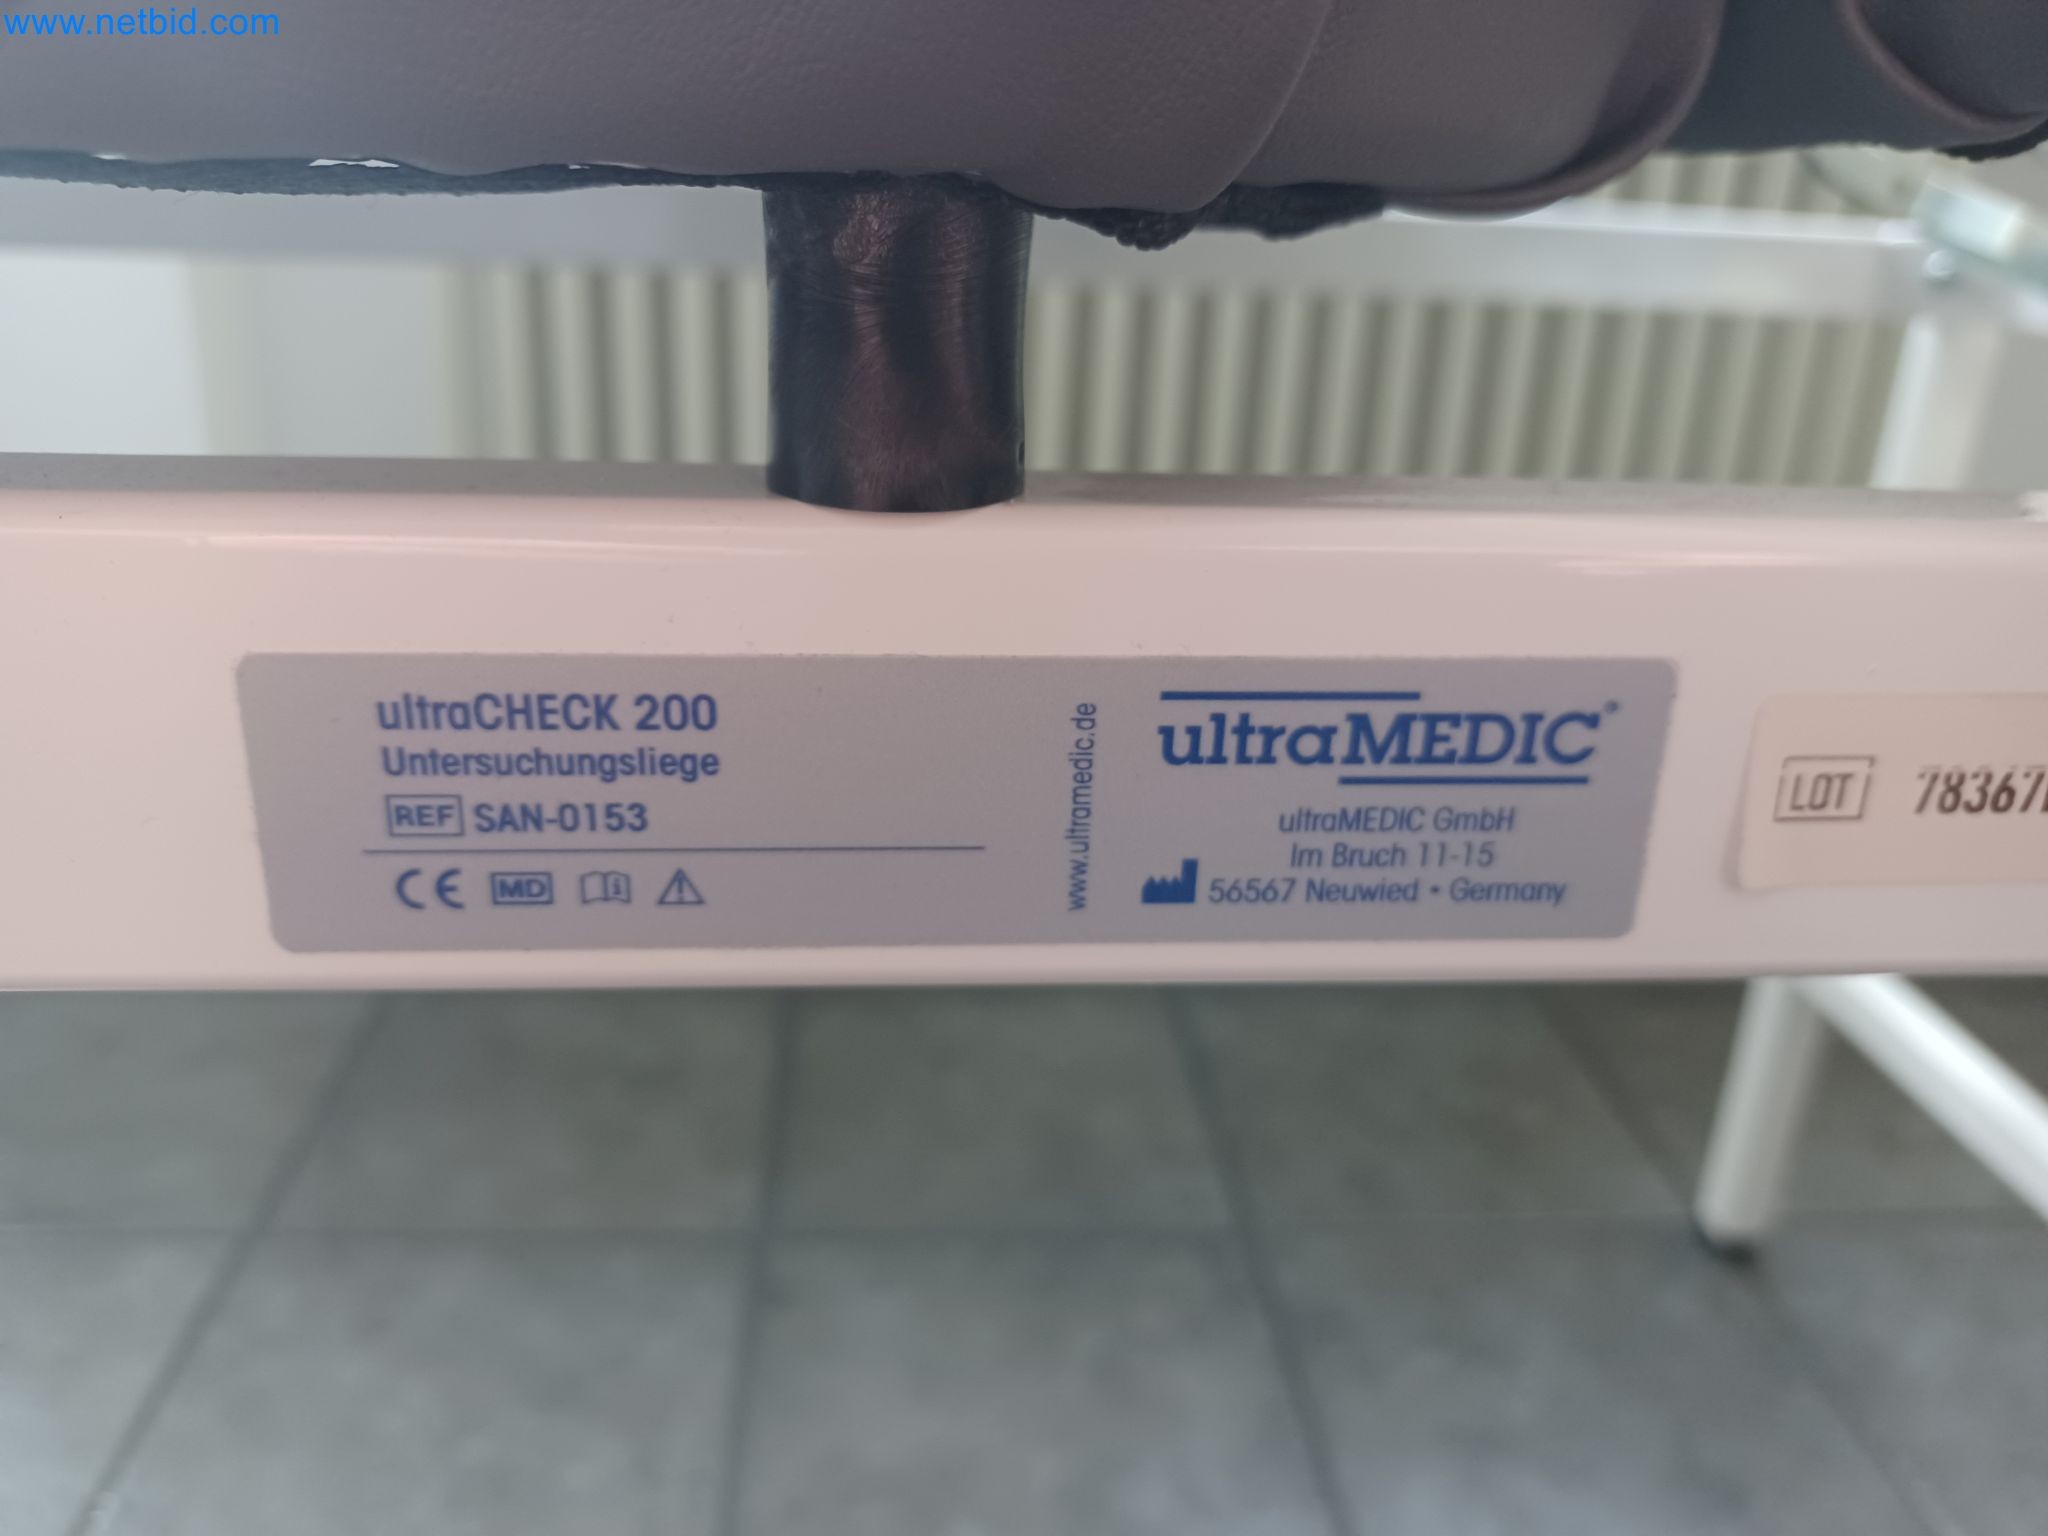 www.netbid.com
ultraCHECK 200
Untersuchungsliege
REF SAN-0153
CE MD
www.ultramedic.de
ultraMEDIC®
ultraMEDIC GmbH
Im Bruch 11-15
56567 Neuwied • Germany
LOT 78367